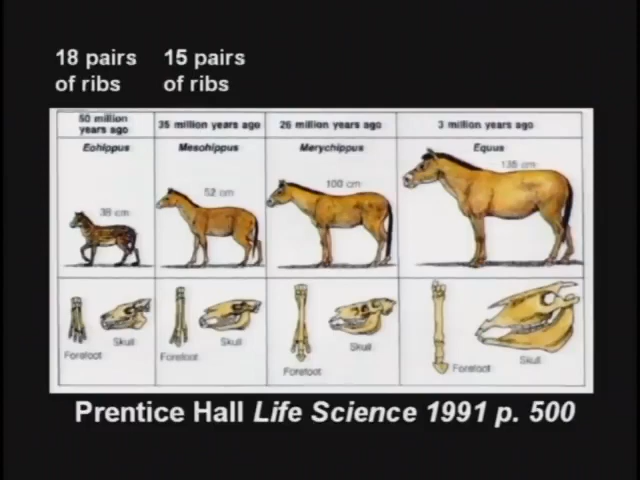 18 pairs 15 pairs
of ribs of ribs
50 million
years ago
35 million years ago
26 million years ago
3 million years ago
Eohippus
Mesohippus
Merychippus
Equus
38 cm
52 cm
100 cm
135 cm
Forefoot
Skull
Forefoot
Skull
Forefoot
Skull
Forefoot
Skull
Prentice Hall Life Science 1991 p. 500